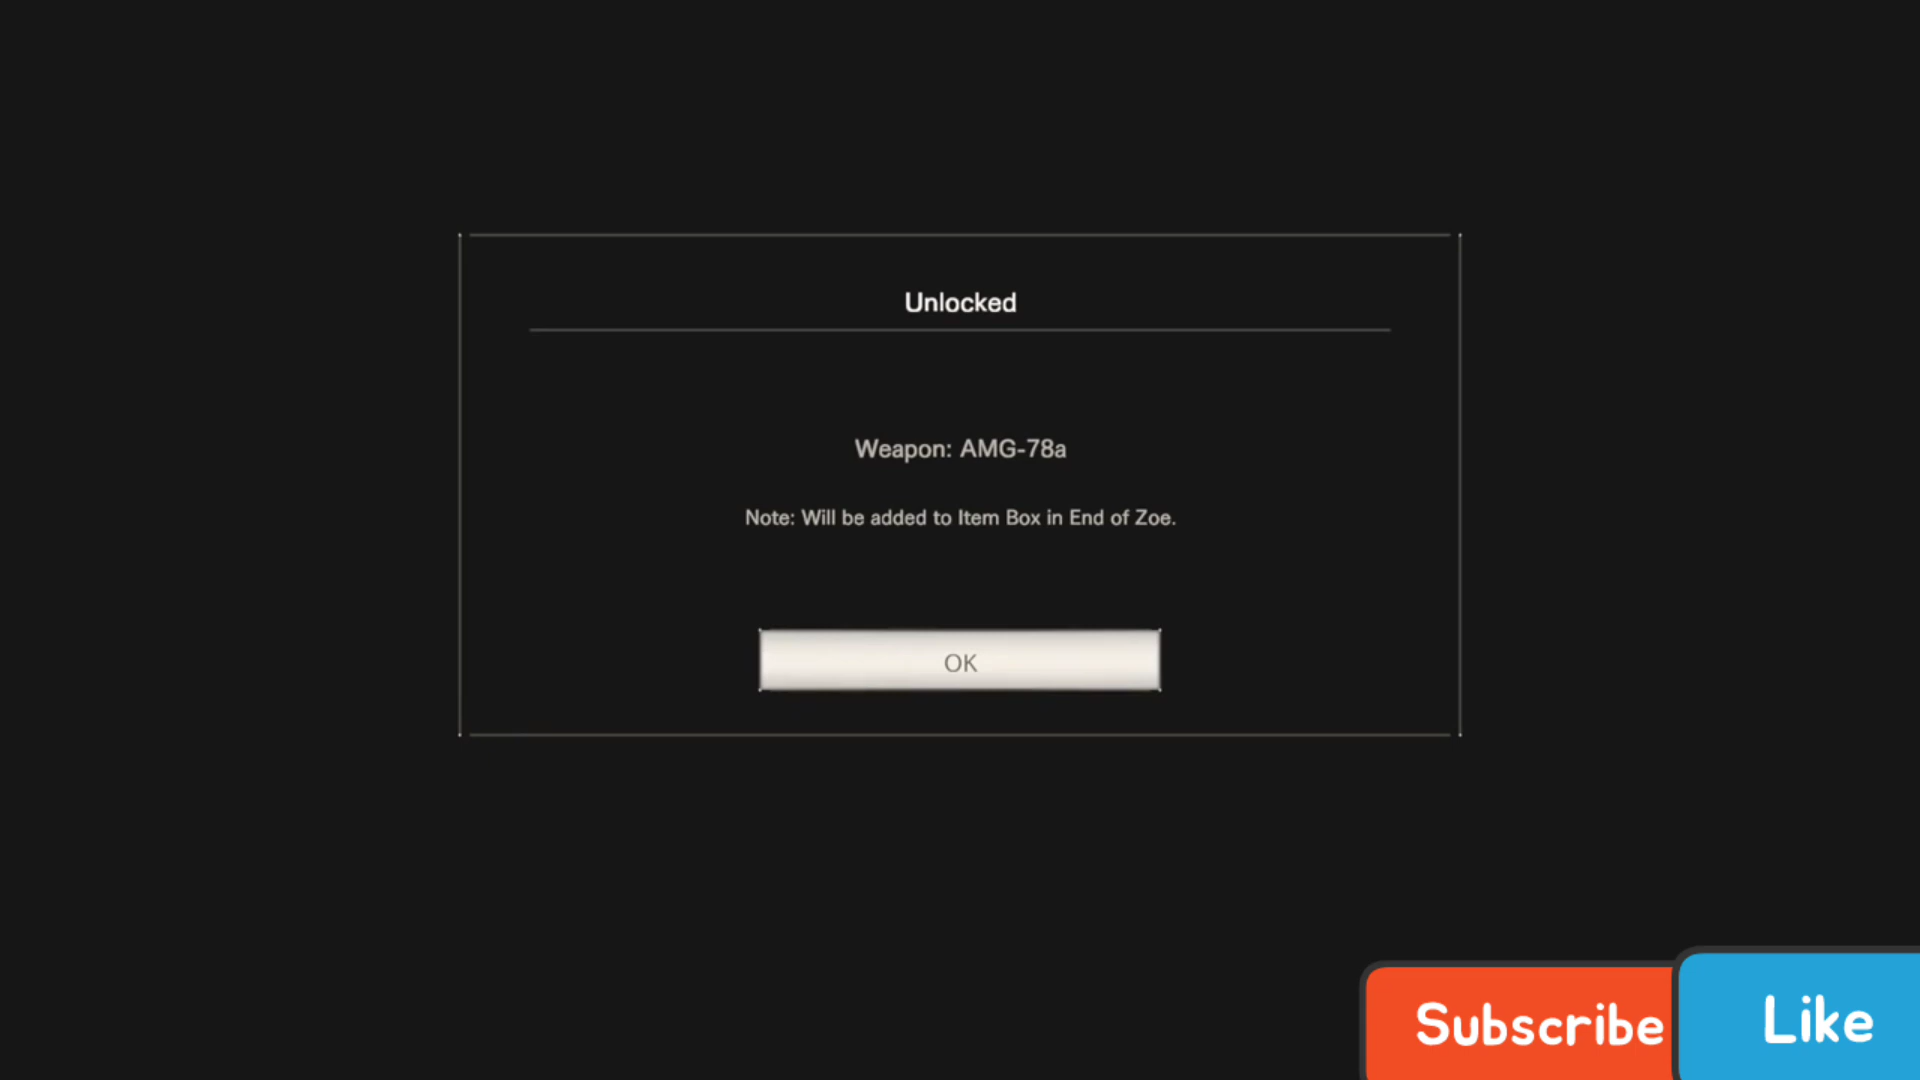 Unlocked
Weapon: AMG-78a
Note: Will be added to Item Box in End of Zoe.
OK
Subscribe
Like